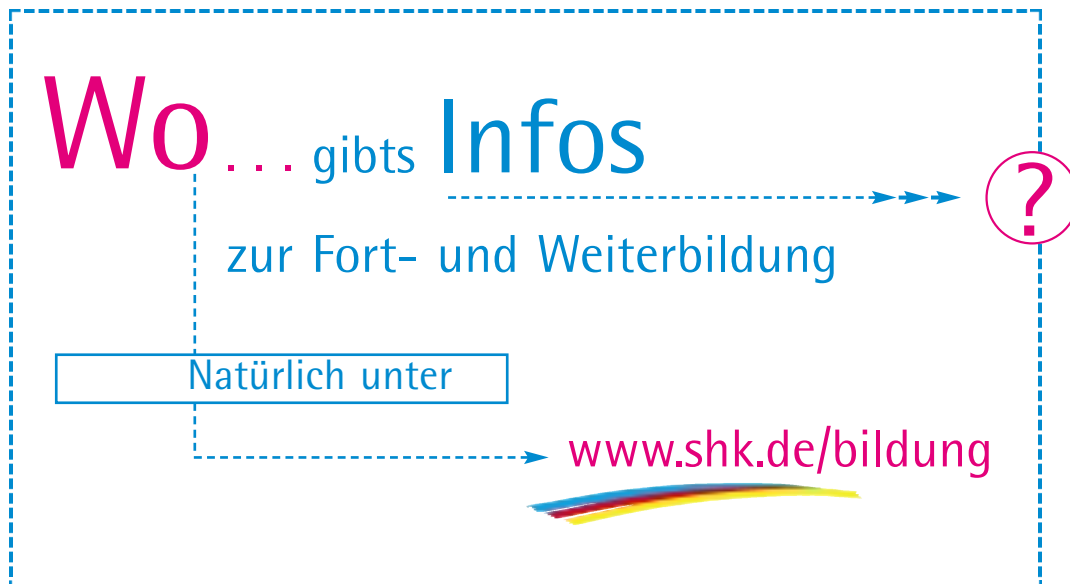 Wo... gibts Infos
?
zur Fort- und Weiterbildung
Natürlich unter
www.shk.de/bildung